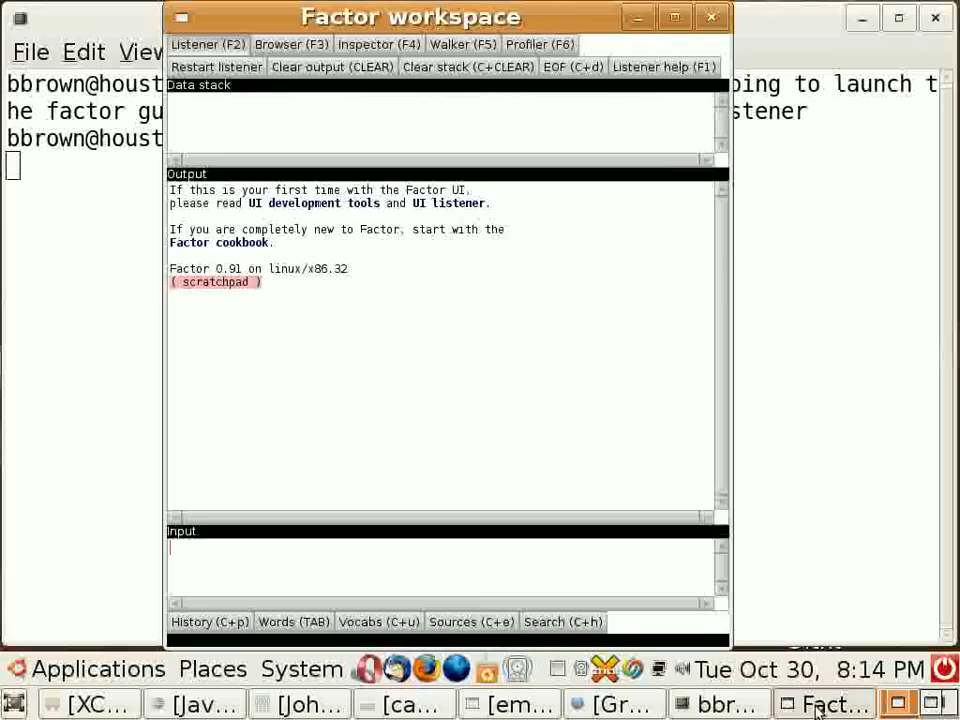 Factor workspace
File Edit View
Listener (F2) Browser (F3) Inspector (F4) Walker (F5) Profiler (F6)
Restart listener Clear output (CLEAR) Clear stack (C+CLEAR) EOF (C+d) Listener help (F1)
bbrown@houst ping to launch t
Data stack
he factor gu stener
bbrown@houst
Output
If this is your first time with the Factor UI,
please read UI development tools and UI listener.
If you are completely new to Factor, start with the
Factor cookbook.
Factor 0.91 on linux/x86.32
( scratchpad )
Input
History (C+p) Words (TAB) Vocabs (C+u) Sources (C+e) Search (C+h)
Applications Places System Tue Oct 30, 8:14 PM
[XC... [Jav... [Joh... [ca... [em... [Gr... bbr... Fact...